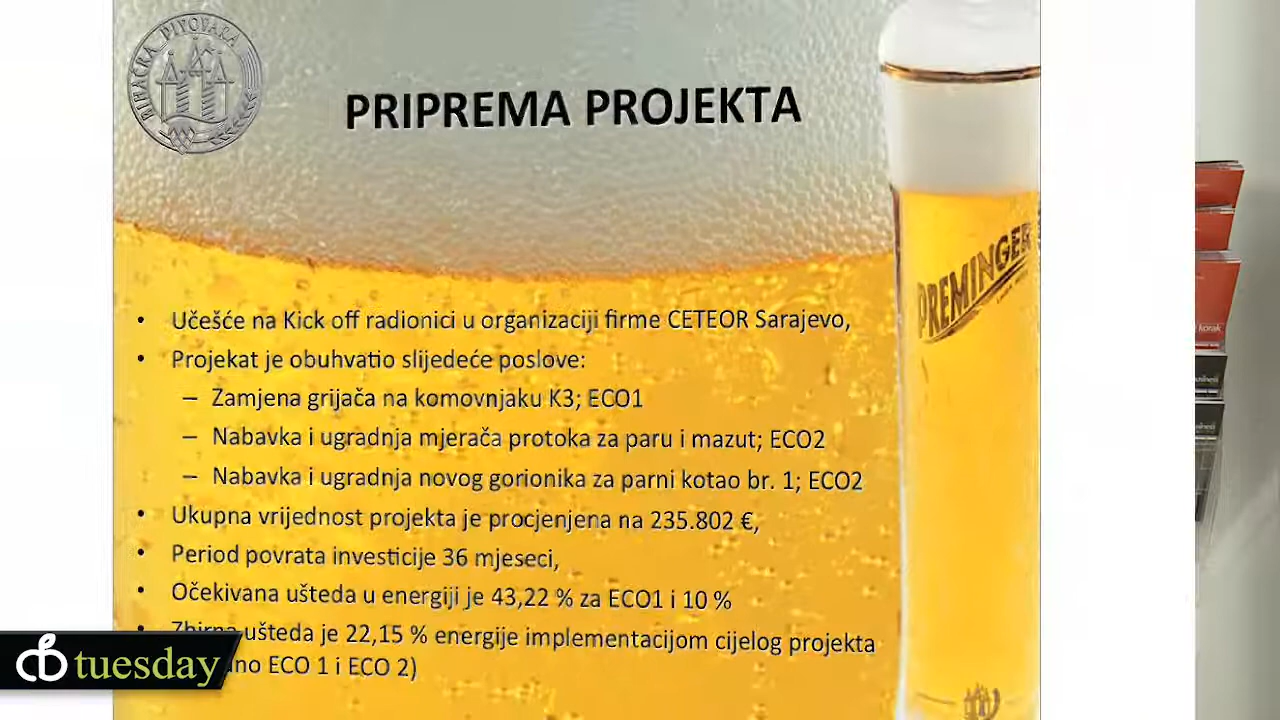 BIHAĆKA PIVOVARA
PRIPREMA PROJEKTA
PREMINGER
• Učešće na Kick off radionici u organizaciji firme CETEOR Sarajevo,
• Projekat je obuhvatio slijedeće poslove:
– Zamjena grijača na komovnjaku K3; ECO1
– Nabavka i ugradnja mjerača protoka za paru i mazut; ECO2
– Nabavka i ugradnja novog gorionika za parni kotao br. 1; ECO2
• Ukupna vrijednost projekta je procjenjena na 235.802 €,
• Period povrata investicije 36 mjeseci,
• Očekivana ušteda u energiji je 43,22 % za ECO1 i 10 %
• Zbirna ušteda je 22,15 % energije implementacijom cijelog projekta
ECO 1 i ECO 2)
tuesday
korak